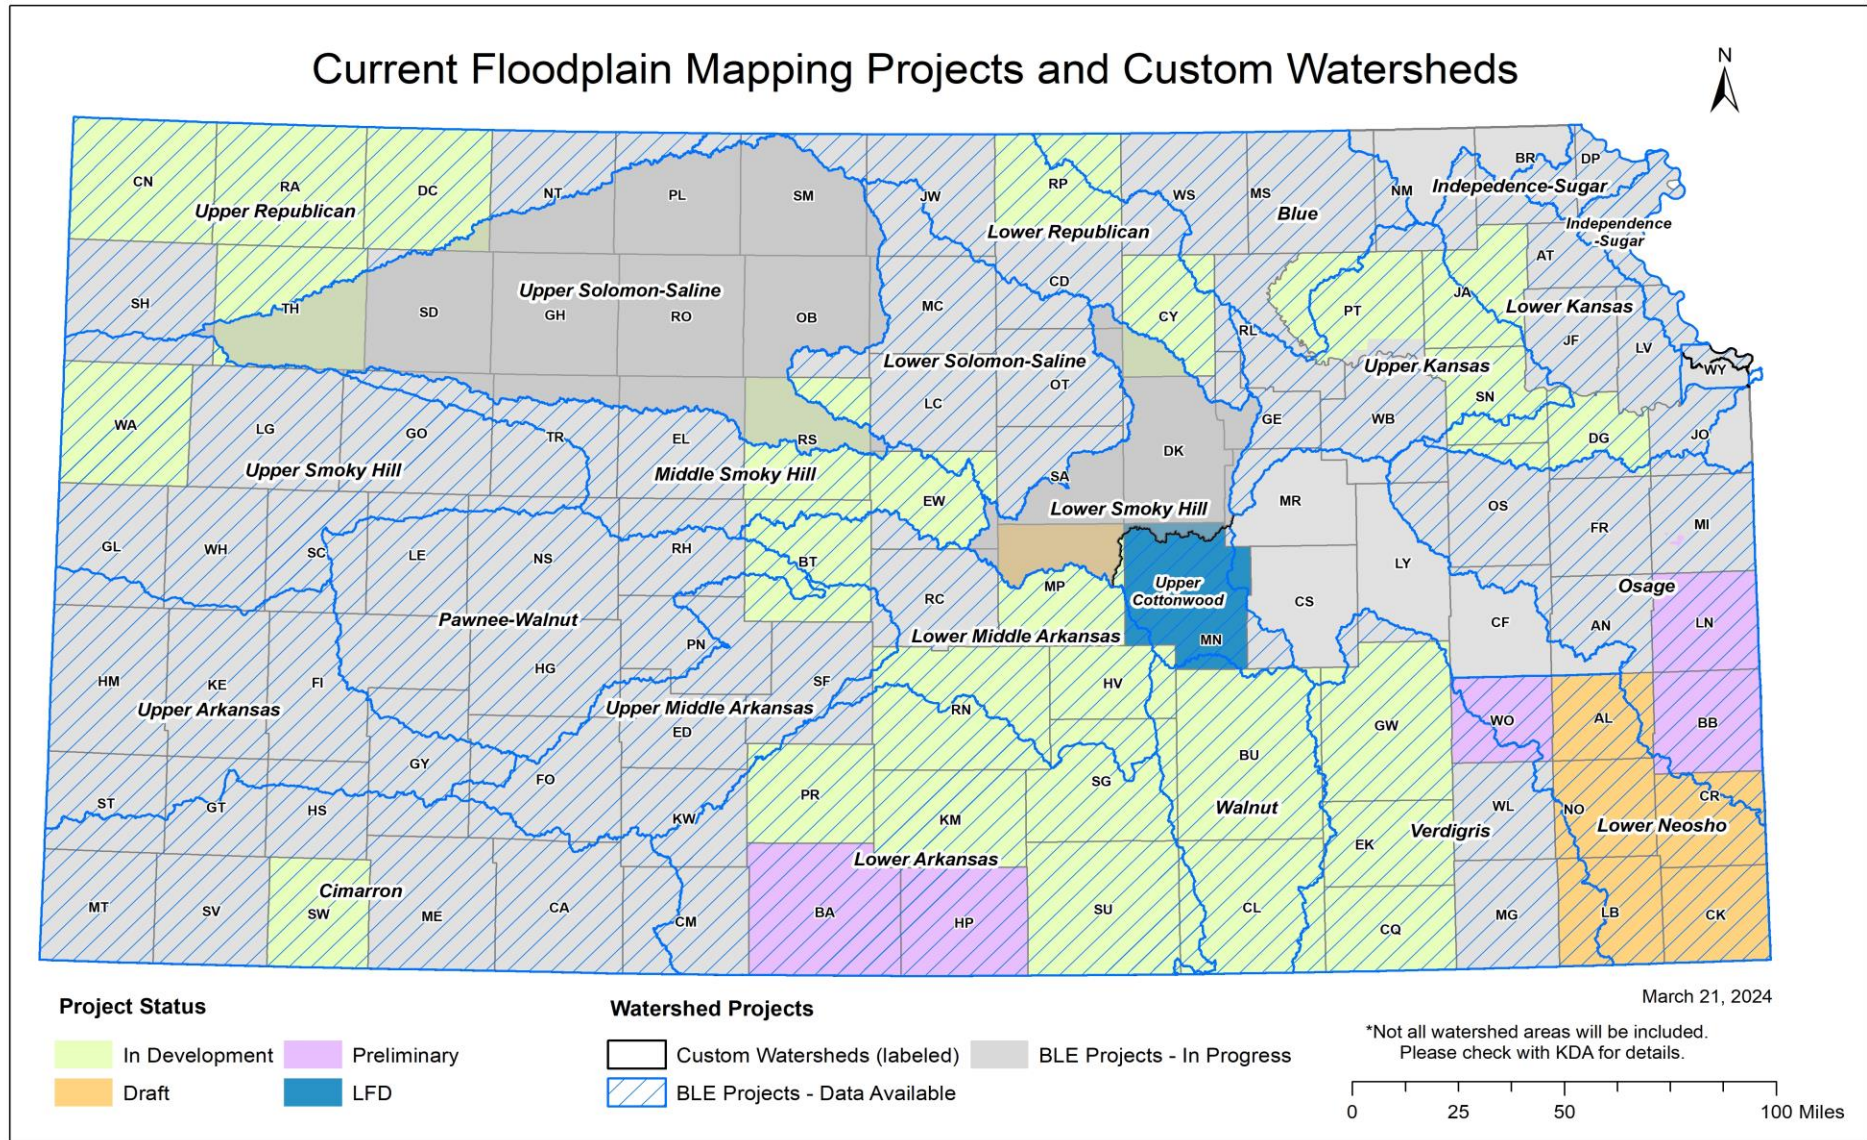 Current Floodplain Mapping Projects and Custom Watersheds
N
CN
RA
DC
NT
PL
SM
JW
RP
WS
MS
NM
BR
DP
Upper Republican
Lower Republican
Blue
Indepedence-Sugar
Independence
-Sugar
SH
TH
SD
Upper Solomon-Saline
GH
RO
OB
MC
CD
CY
RL
PT
JA
AT
Lower Kansas
JF
LV
WY
Lower Solomon-Saline
Upper Kansas
WA
LG
GO
TR
EL
RS
LC
OT
GE
WB
SN
DG
JO
Upper Smoky Hill
Middle Smoky Hill
EW
SA
DK
Lower Smoky Hill
MR
OS
FR
MI
GL
WH
SC
LE
NS
RH
BT
RC
MP
Upper
Cottonwood
MN
CS
LY
CF
AN
Osage
LN
Pawnee-Walnut
HG
PN
Lower Middle Arkansas
HM
KE
FI
SF
RN
HV
Upper Arkansas
Upper Middle Arkansas
ED
GY
FO
BU
GW
WO
AL
BB
ST
GT
HS
KW
PR
KM
SG
Walnut
EK
Verdigris
WL
NO
CR
Lower Neosho
Lower Arkansas
Cimarron
MT
SV
SW
ME
CA
CM
BA
HP
SU
CL
CQ
MG
LB
CK
March 21, 2024
Project Status
In Development
Preliminary
Draft
LFD
Watershed Projects
Custom Watersheds (labeled)
BLE Projects - In Progress
BLE Projects - Data Available
*Not all watershed areas will be included.
Please check with KDA for details.
0 25 50 100 Miles